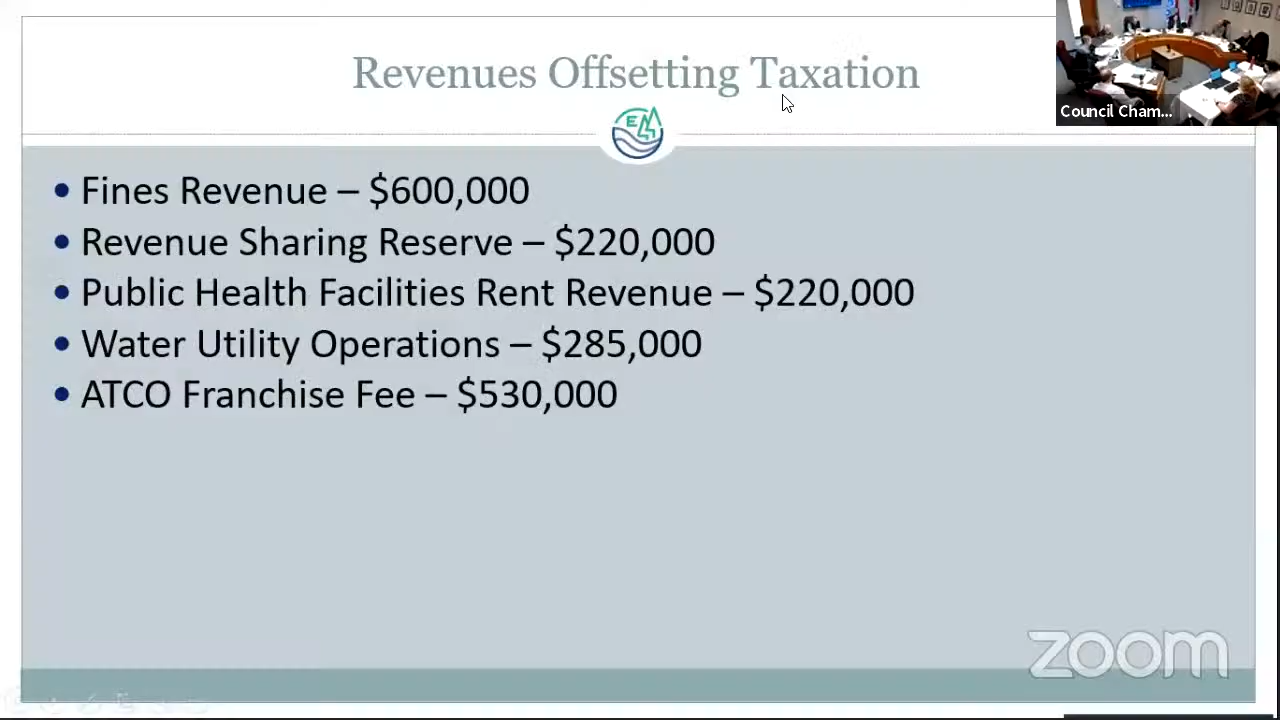 Revenues Offsetting Taxation
Council Cham...
E
• Fines Revenue – $600,000
• Revenue Sharing Reserve – $220,000
• Public Health Facilities Rent Revenue – $220,000
• Water Utility Operations – $285,000
• ATCO Franchise Fee – $530,000
zoom